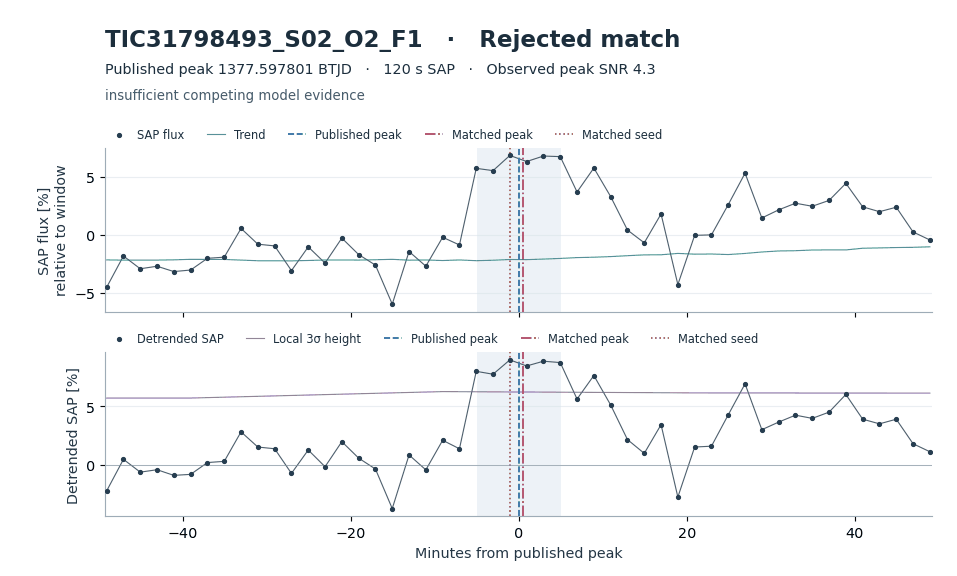 TIC31798493_S02_O2_F1 · Rejected match
Published peak 1377.597801 BTJD · 120 s SAP · Observed peak SNR 4.3
insufficient competing model evidence
SAP flux Trend Published peak Matched peak Matched seed
SAP flux [%]
relative to window
5
0
−5
Detrended SAP Local 3σ height Published peak Matched peak Matched seed
Detrended SAP [%]
5
0
−40 −20 0 20 40
Minutes from published peak